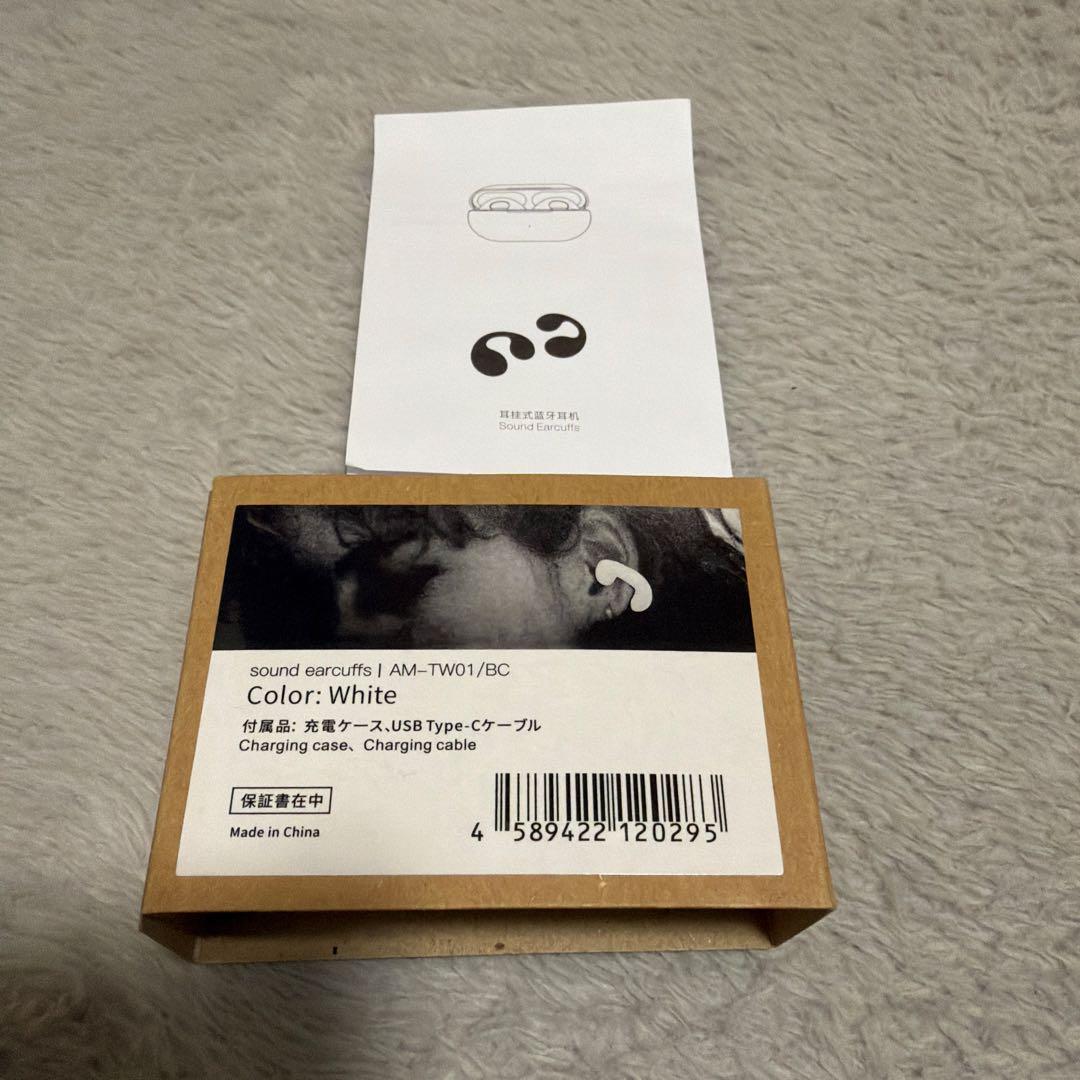 耳挂式蓝牙耳机
Sound Earcuffs
sound earcuffs | AM-TW01/BC
Color: White
付属品: 充電ケース、USB Type-Cケーブル
Charging case、Charging cable
保証書在中
Made in China
4 589422 120295